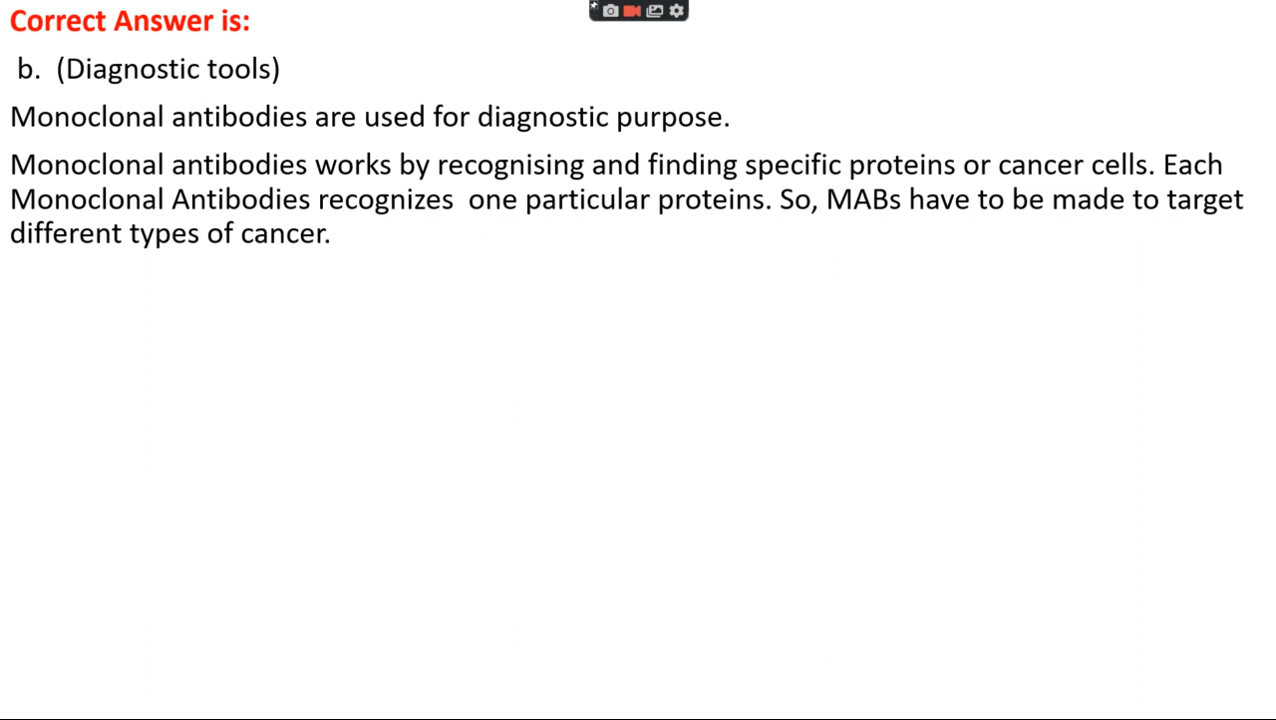 Correct Answer is:
b. (Diagnostic tools)
Monoclonal antibodies are used for diagnostic purpose.
Monoclonal antibodies works by recognising and finding specific proteins or cancer cells. Each
Monoclonal Antibodies recognizes  one particular proteins. So, MABs have to be made to target
different types of cancer.